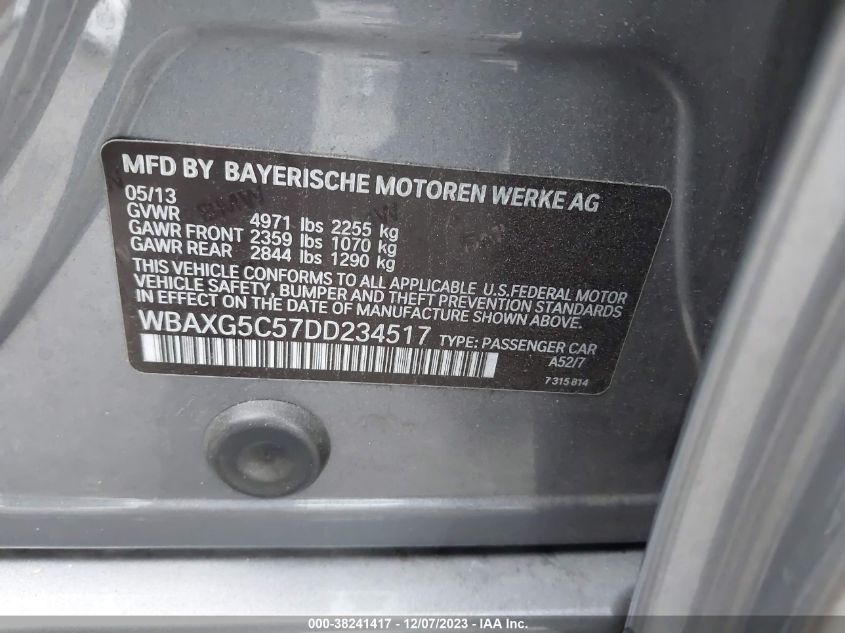 MFD BY BAYERISCHE MOTOREN WERKE AG
05/13
GVWR 4971 lbs 2255 kg
GAWR FRONT 2359 lbs 1070 kg
GAWR REAR 2844 lbs 1290 kg
THIS VEHICLE CONFORMS TO ALL APPLICABLE U.S.FEDERAL MOTOR
VEHICLE SAFETY, BUMPER AND THEFT PREVENTION STANDARDS
IN EFFECT ON THE DATE OF MANUFACTURE SHOWN ABOVE.
WBAXG5C57DD234517 TYPE: PASSENGER CAR
A52/7
7315814
000-38241417 - 12/07/2023 - IAA Inc.